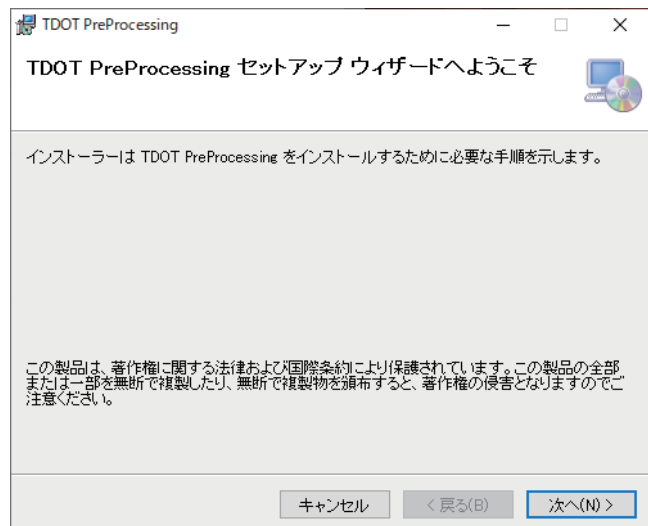 TDOT PreProcessing
TDOT PreProcessing セットアップ ウィザードへようこそ
インストーラーは TDOT PreProcessing をインストールするために必要な手順を示します。
この製品は、著作権に関する法律および国際条約により保護されています。この製品の全部
または一部を無断で複製したり、無断で複製物を頒布すると、著作権の侵害となりますのでご
注意ください。
キャンセル < 戻る(B) 次へ(N) >